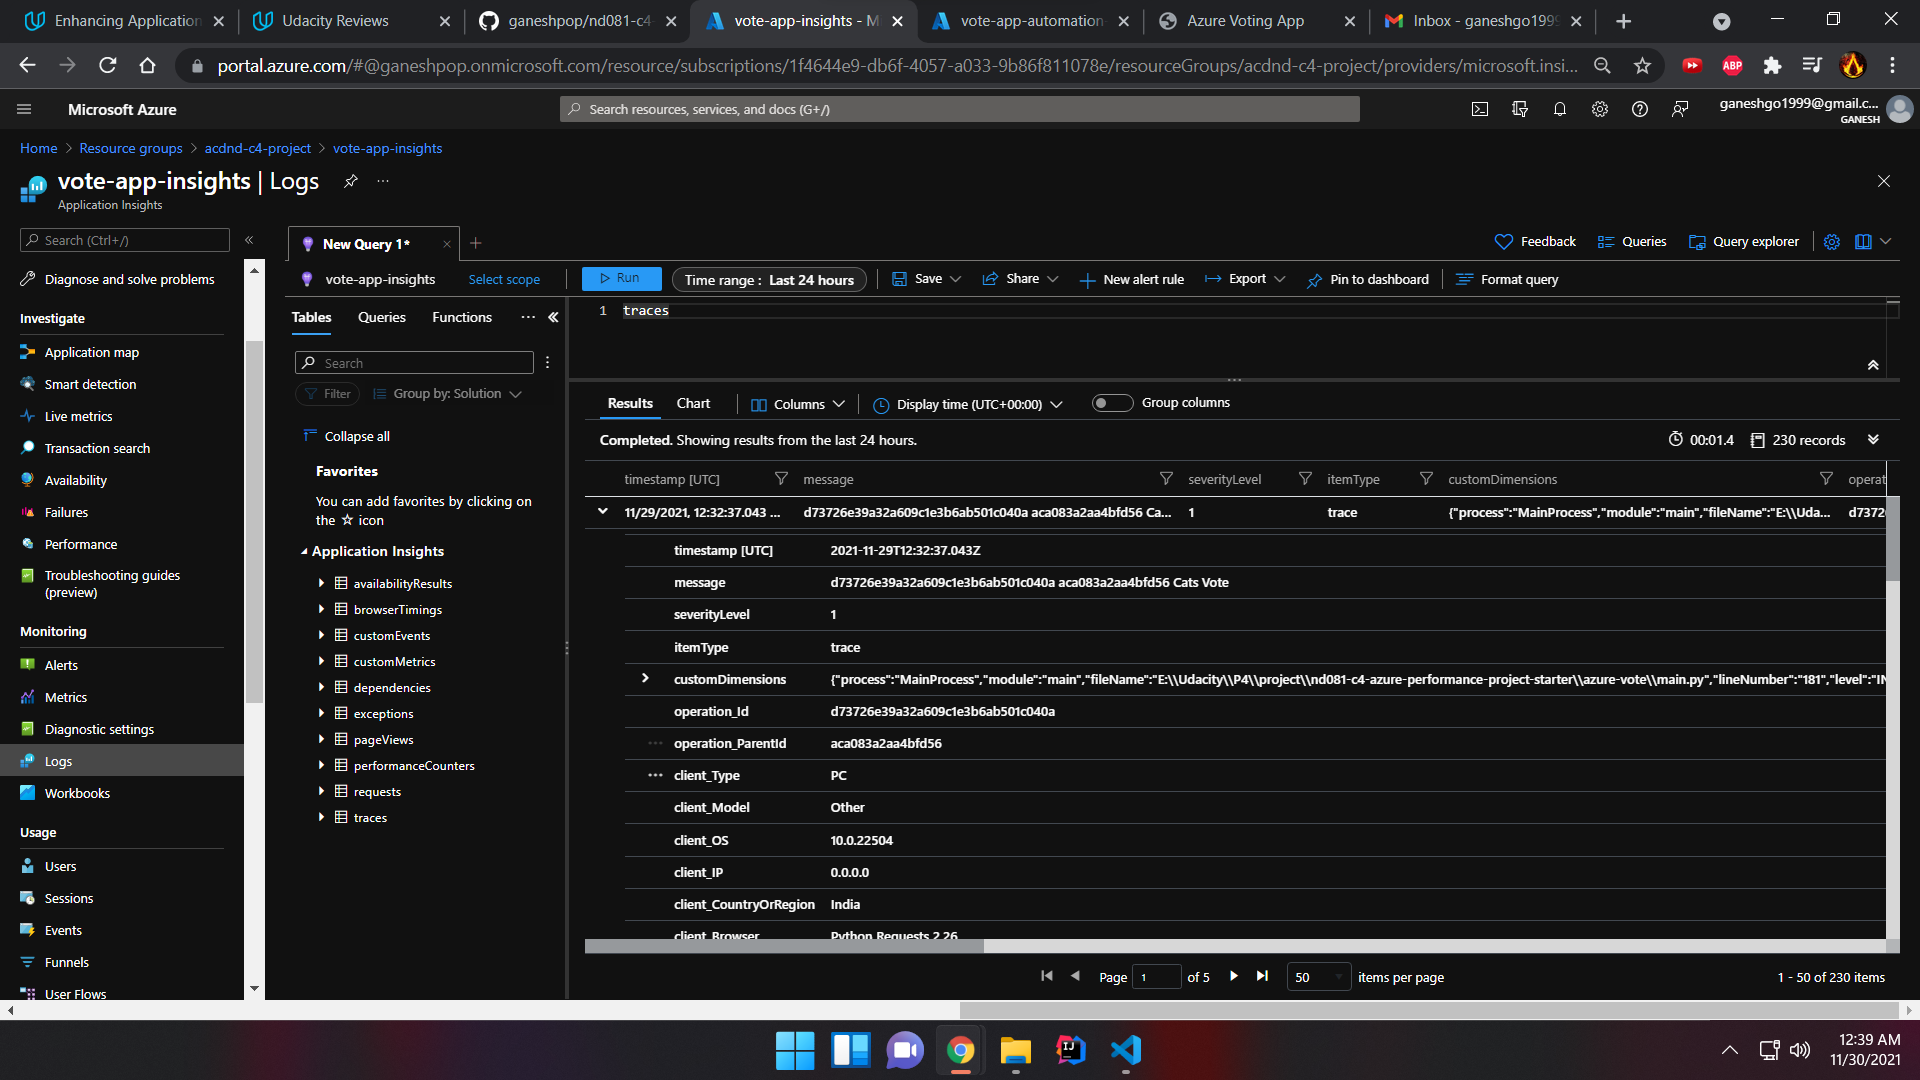 Enhancing Application
Udacity Reviews
ganeshpop/nd081-c4-
vote-app-insights - M
vote-app-automation-
Azure Voting App
Inbox - ganeshgo1999
portal.azure.com/#@ganeshpop.onmicrosoft.com/resource/subscriptions/1f4644e9-db6f-4057-a033-9b86f811078e/resourceGroups/acdnd-c4-project/providers/microsoft.insi...
ABP
Microsoft Azure
Search resources, services, and docs (G+/)
ganeshgo1999@gmail.c...
GANESH
Home > Resource groups > acdnd-c4-project > vote-app-insights
vote-app-insights | Logs
Application Insights
Search (Ctrl+/)
Diagnose and solve problems
Investigate
Application map
Smart detection
Live metrics
Transaction search
Availability
Failures
Performance
Troubleshooting guides
(preview)
Monitoring
Alerts
Metrics
Diagnostic settings
Logs
Workbooks
Usage
Users
Sessions
Events
Funnels
User Flows
New Query 1*
Feedback
Queries
Query explorer
vote-app-insights
Select scope
Run
Time range : Last 24 hours
Save
Share
New alert rule
Export
Pin to dashboard
Format query
Tables
Queries
Functions
Search
Filter
Group by: Solution
Collapse all
Favorites
You can add favorites by clicking on
the ☆ icon
Application Insights
availabilityResults
browserTimings
customEvents
customMetrics
dependencies
exceptions
pageViews
performanceCounters
requests
traces
1 traces
Results
Chart
Columns
Display time (UTC+00:00)
Group columns
Completed. Showing results from the last 24 hours.
00:01.4
230 records
timestamp [UTC] message severityLevel itemType customDimensions operat
11/29/2021, 12:32:37.043 ... d73726e39a32a609c1e3b6ab501c040a aca083a2aa4bfd56 Ca... 1 trace {"process":"MainProcess","module":"main","fileName":"E:\\Uda... d7372
timestamp [UTC] 2021-11-29T12:32:37.043Z
message d73726e39a32a609c1e3b6ab501c040a aca083a2aa4bfd56 Cats Vote
severityLevel 1
itemType trace
customDimensions {"process":"MainProcess","module":"main","fileName":"E:\\Udacity\\P4\\project\\nd081-c4-azure-performance-project-starter\\azure-vote\\main.py","lineNumber":"181","level":"IN
operation_Id d73726e39a32a609c1e3b6ab501c040a
operation_ParentId aca083a2aa4bfd56
client_Type PC
client_Model Other
client_OS 10.0.22504
client_IP 0.0.0.0
client_CountryOrRegion India
client_Browser Python Requests 2.26
Page 1 of 5
50 items per page
1 - 50 of 230 items
12:39 AM
11/30/2021